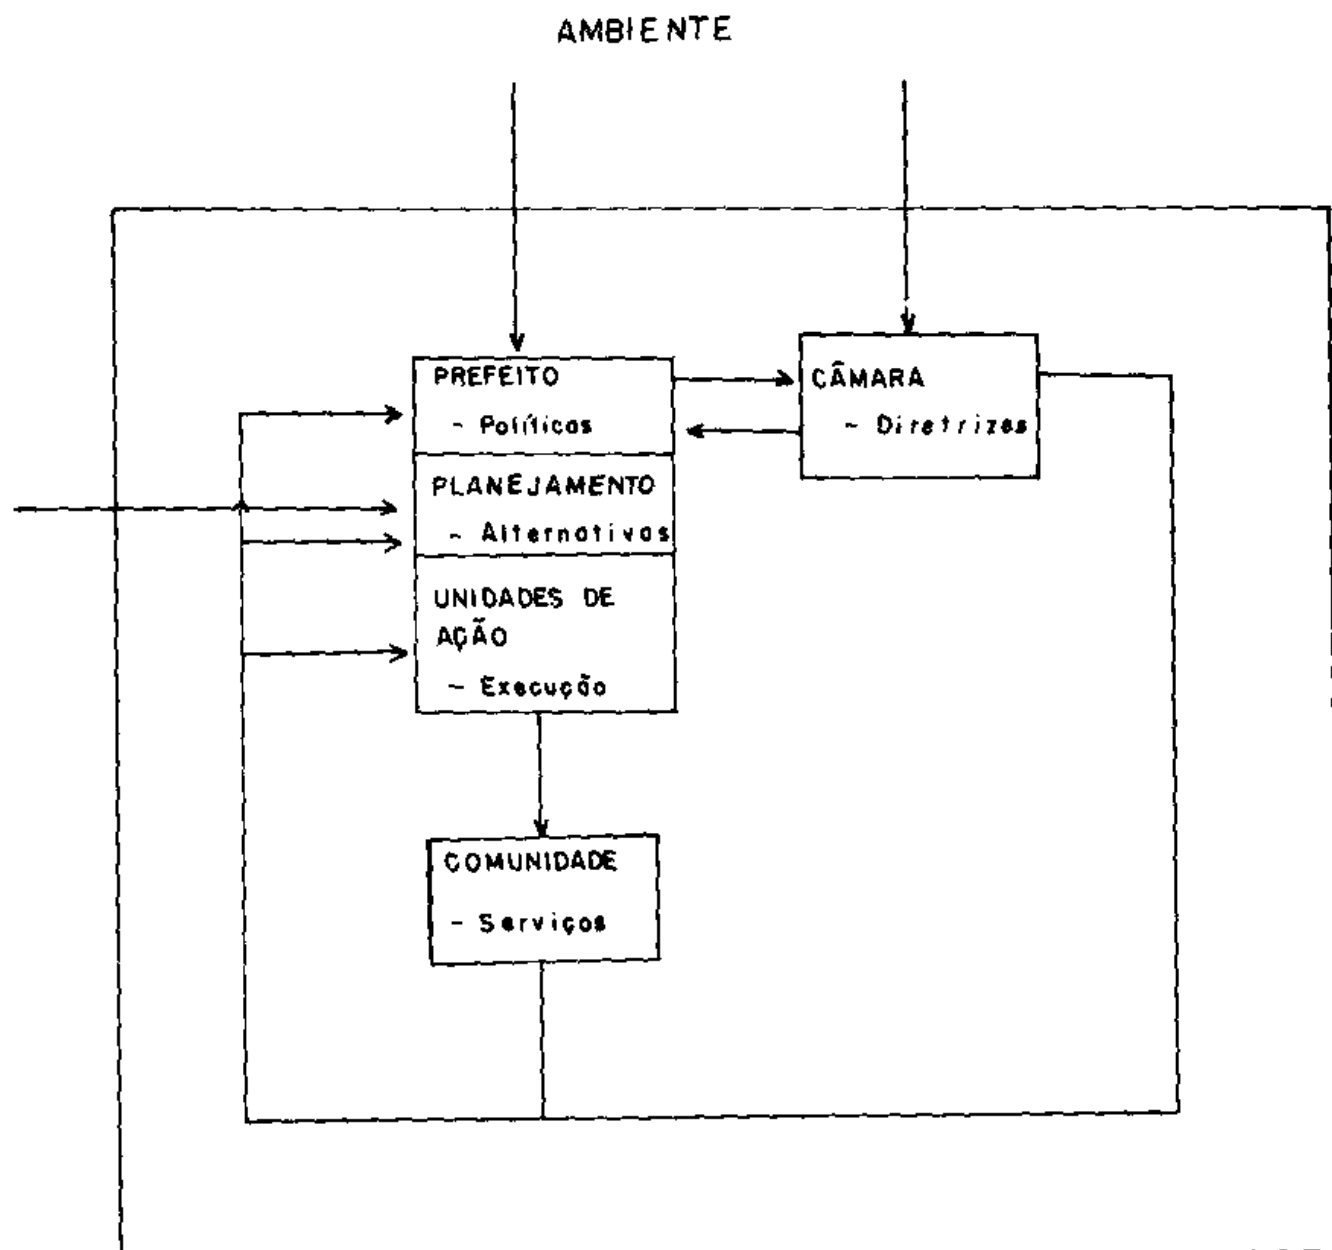 AMBIENTE
PREFEITO
- Políticas
CÂMARA
- Diretrizes
PLANEJAMENTO
- Alternativas
UNIDADES DE
AÇÃO
- Execução
COMUNIDADE
- Serviços